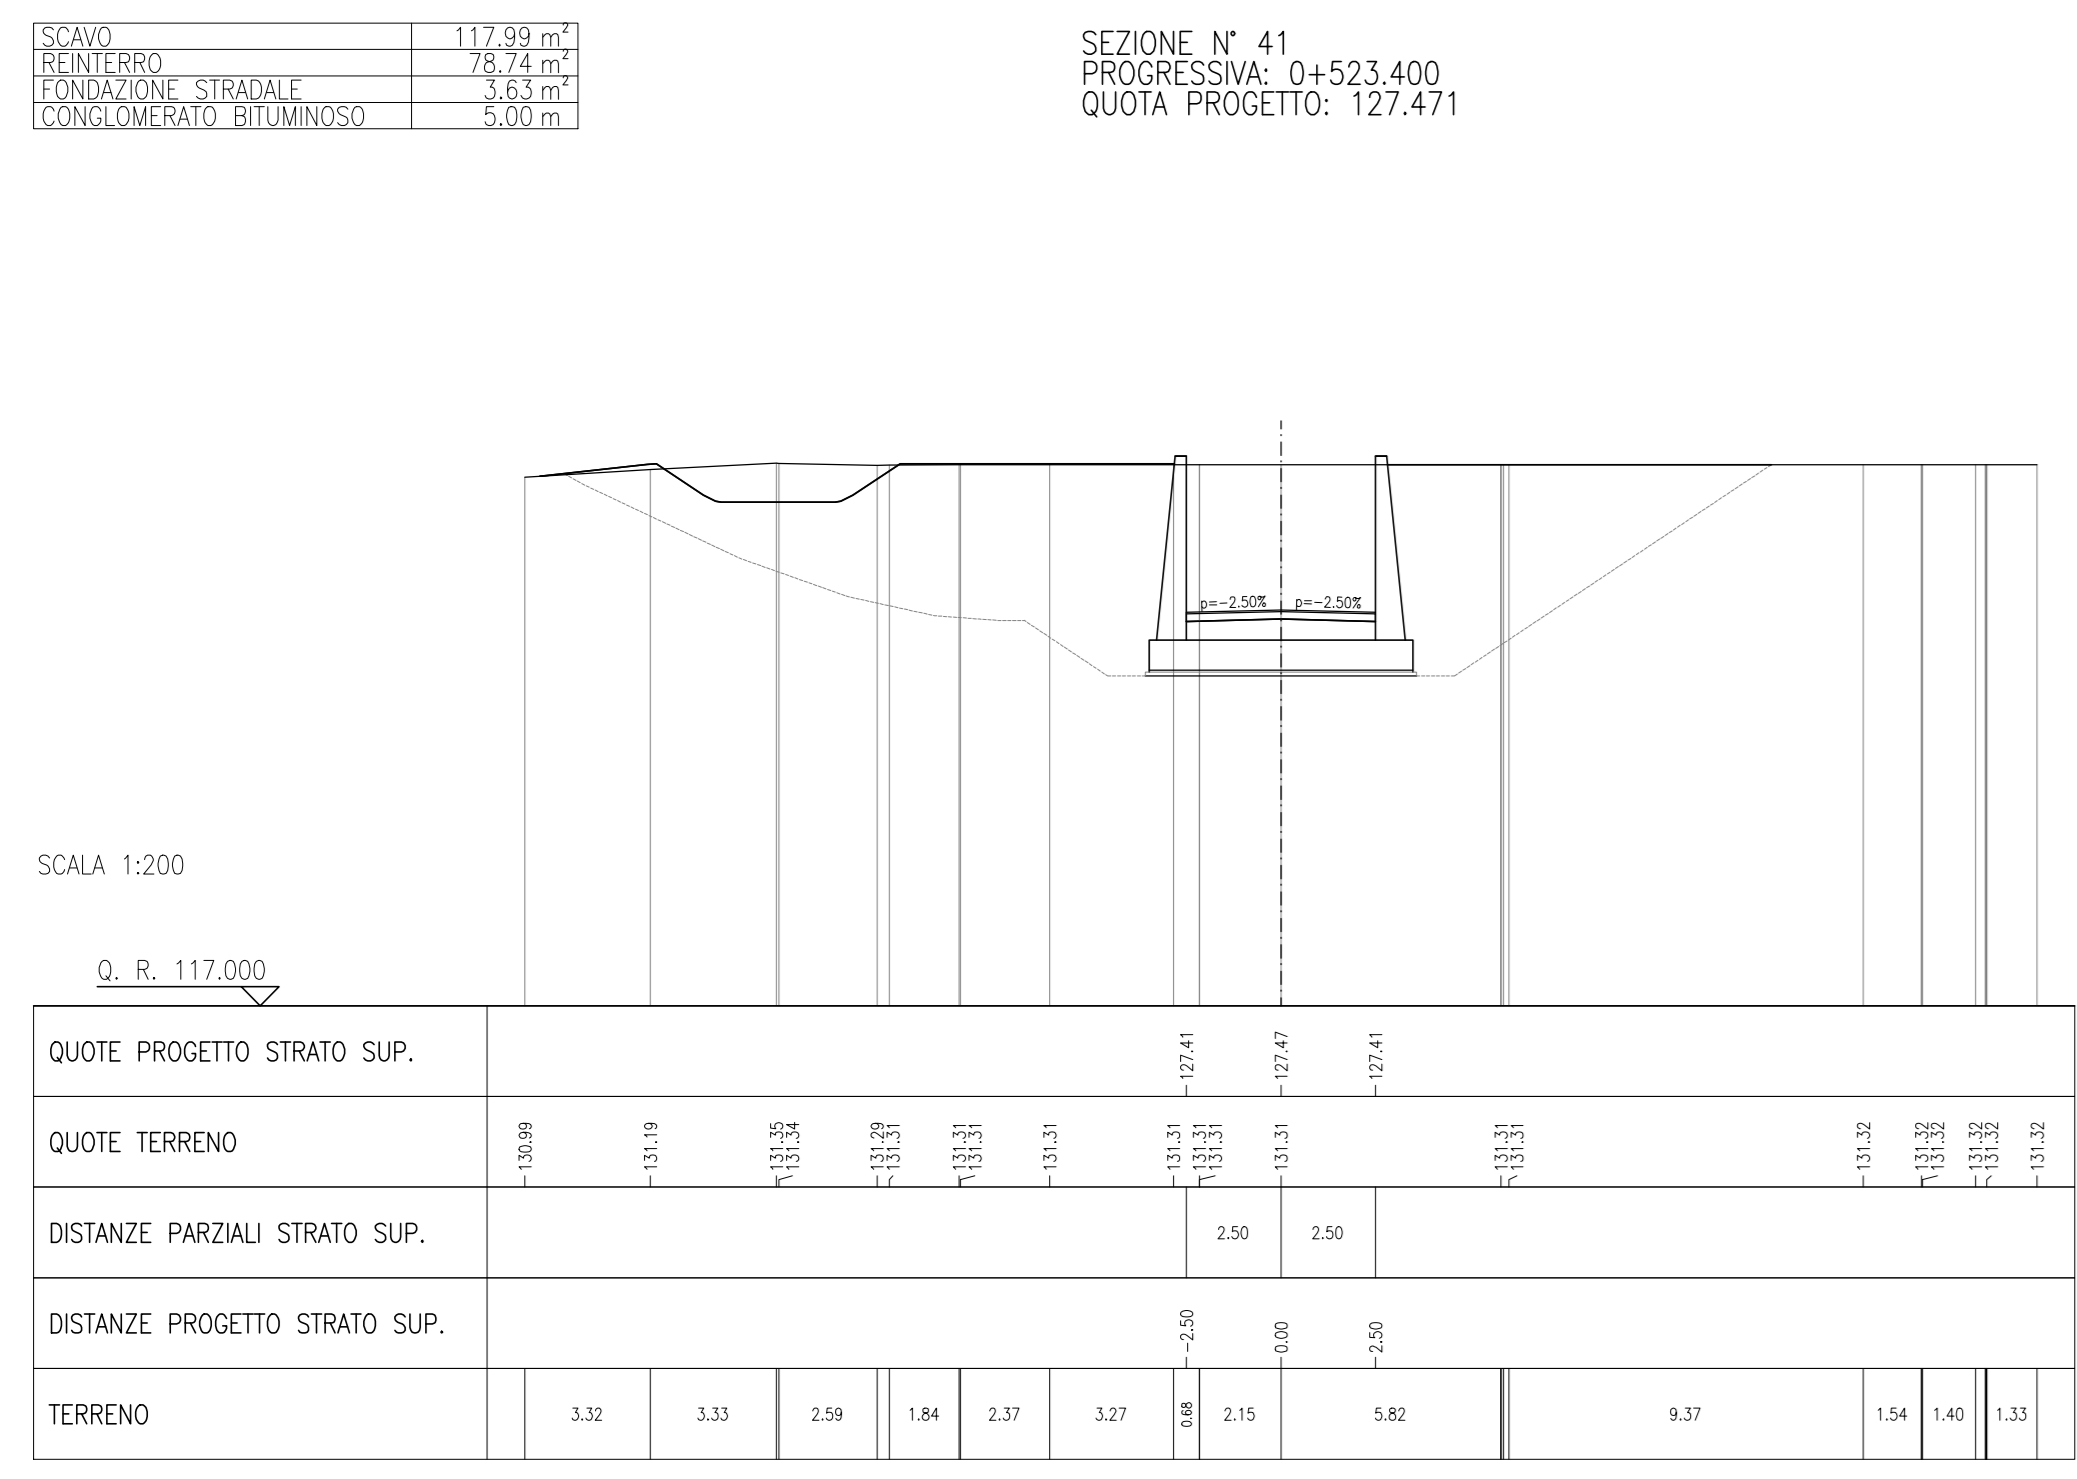 SCAVO 117.99 m²
REINTERRO 78.74 m²
FONDAZIONE STRADALE 3.63 m²
CONGLOMERATO BITUMINOSO 5.00 m
SEZIONE N° 41
PROGRESSIVA: 0+523.400
QUOTA PROGETTO: 127.471
p=-2.50% p=-2.50%
SCALA 1:200
Q. R. 117.000
QUOTE PROGETTO STRATO SUP. 127.41 127.47 127.41
QUOTE TERRENO 130.99 131.19 131.35 131.34 131.29 131.31 131.31 131.31 131.31 131.31 131.31 131.31 131.31 131.31 131.31 131.32 131.32 131.32 131.32 131.32 131.32
DISTANZE PARZIALI STRATO SUP. 2.50 2.50
DISTANZE PROGETTO STRATO SUP. -2.50 0.00 2.50
TERRENO 3.32 3.33 2.59 1.84 2.37 3.27 0.68 2.15 5.82 9.37 1.54 1.40 1.33